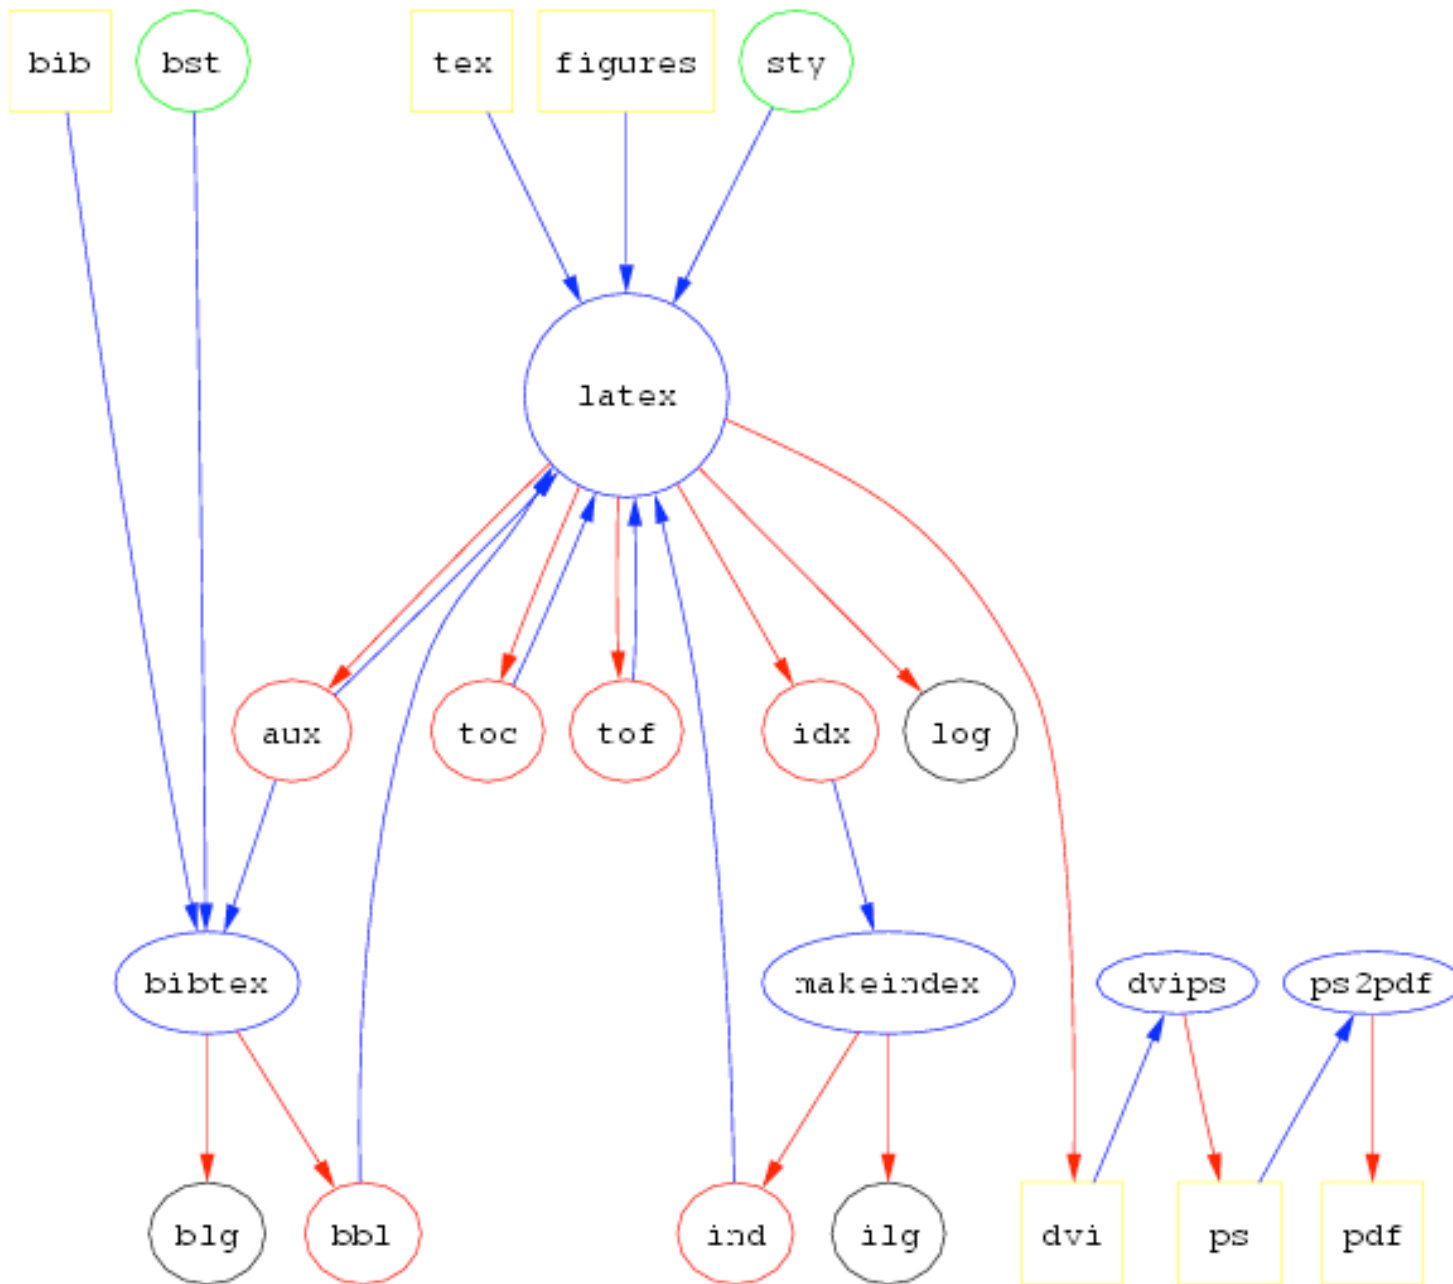 bib bst tex figures sty
latex
aux toc tof idx log
bibtex makeindex dvips ps2pdf
blg bbl ind ilg dvi ps pdf